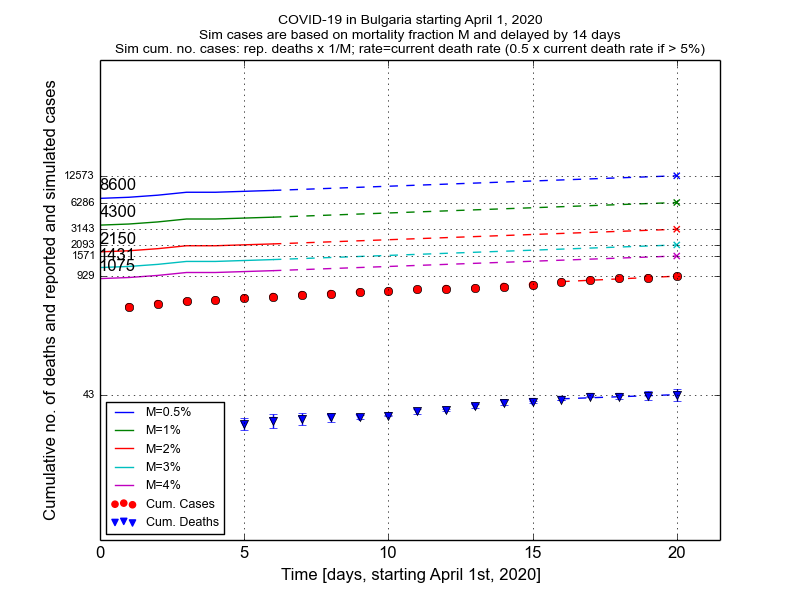 COVID-19 in Bulgaria starting April 1, 2020
Sim cases are based on mortality fraction M and delayed by 14 days
Sim cum. no. cases: rep. deaths x 1/M; rate=current death rate (0.5 x current death rate if > 5%)
Cumulative no. of deaths and reported and simulated cases
12573
6286
3143
2093
1571
929
43
8600
4300
2150
1431
1075
M=0.5%
M=1%
M=2%
M=3%
M=4%
Cum. Cases
Cum. Deaths
0 5 10 15 20
Time [days, starting April 1st, 2020]